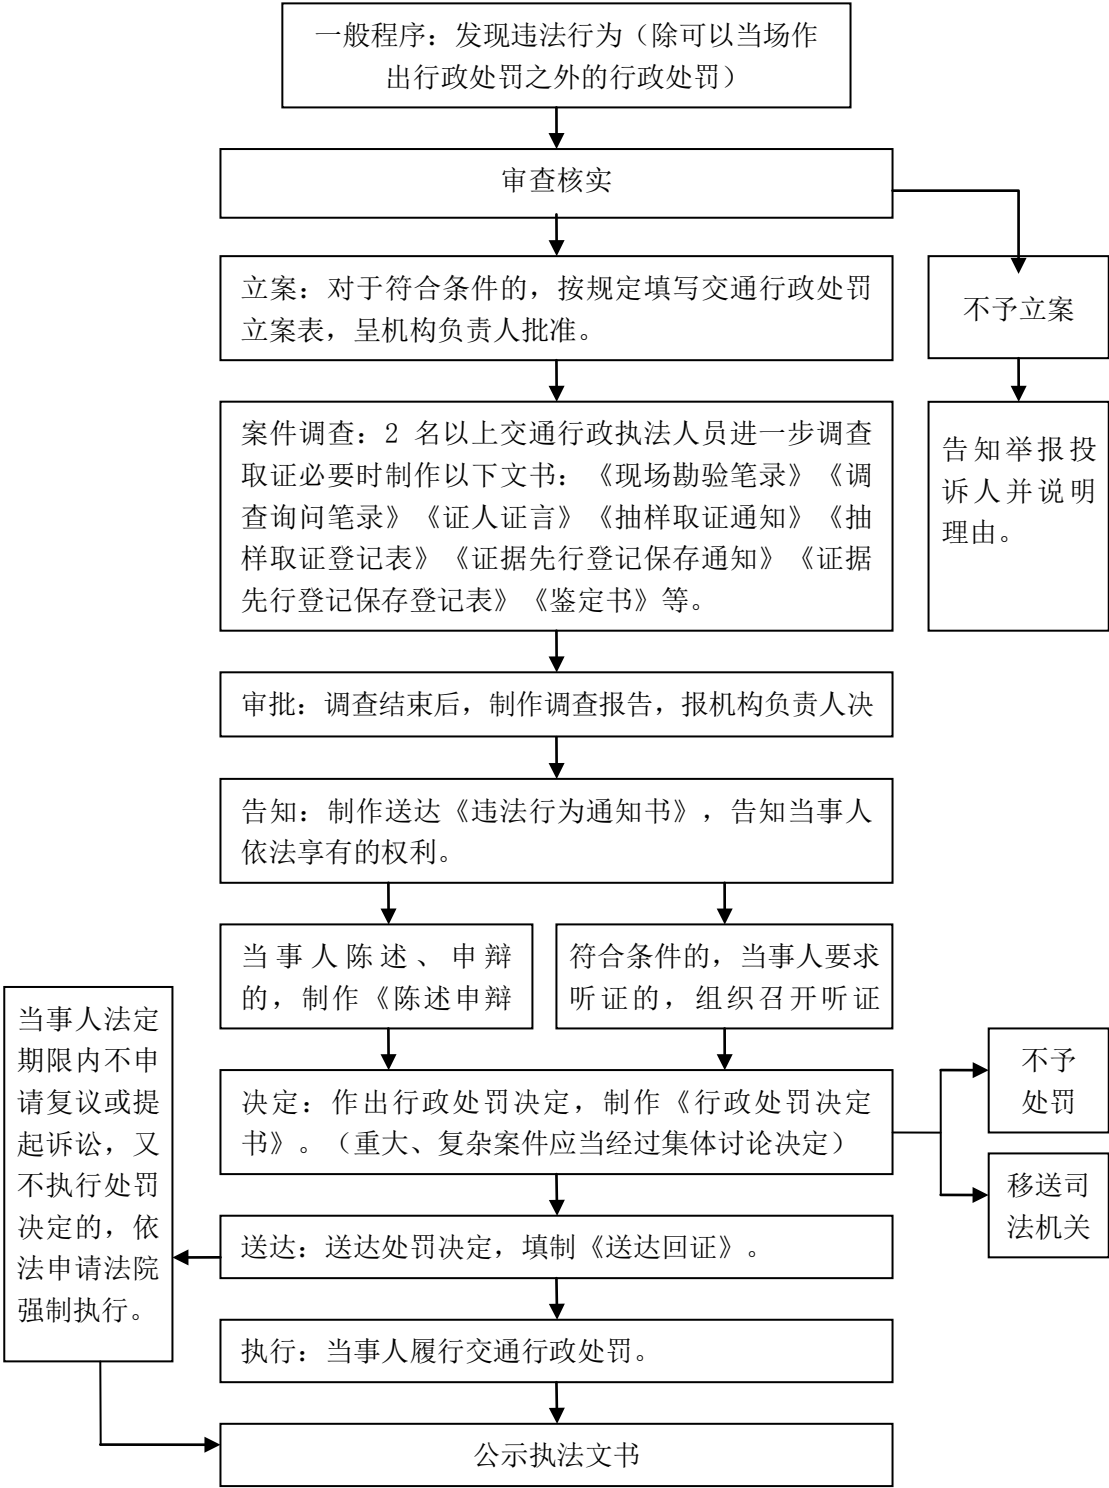 一般程序：发现违法行为（除可以当场作
出行政处罚之外的行政处罚）
审查核实
立案：对于符合条件的，按规定填写交通行政处罚
立案表，呈机构负责人批准。
不予立案
案件调查：2 名以上交通行政执法人员进一步调查
取证必要时制作以下文书：《现场勘验笔录》《调
查询问笔录》《证人证言》《抽样取证通知》《抽
样取证登记表》《证据先行登记保存通知》《证据
先行登记保存登记表》《鉴定书》等。
告知举报投
诉人并说明
理由。
审批：调查结束后，制作调查报告，报机构负责人决
告知：制作送达《违法行为通知书》，告知当事人
依法享有的权利。
当事人陈述、申辩
的，制作《陈述申辩
符合条件的，当事人要求
听证的，组织召开听证
当事人法定
期限内不申
请复议或提
起诉讼，又
不执行处罚
决定的，依
法申请法院
强制执行。
决定：作出行政处罚决定，制作《行政处罚决定
书》。（重大、复杂案件应当经过集体讨论决定）
不予
处罚
移送司
法机关
送达：送达处罚决定，填制《送达回证》。
执行：当事人履行交通行政处罚。
公示执法文书